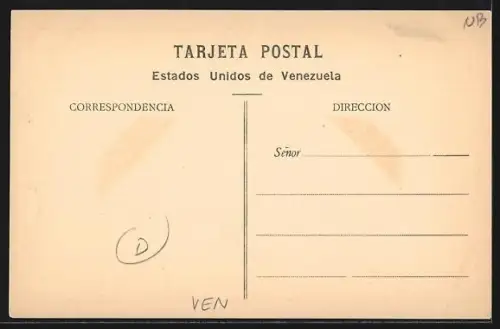 NB
TARJETA POSTAL
Estados Unidos de Venezuela
CORRESPONDENCIA
DIRECCION
Señor
D
VEN